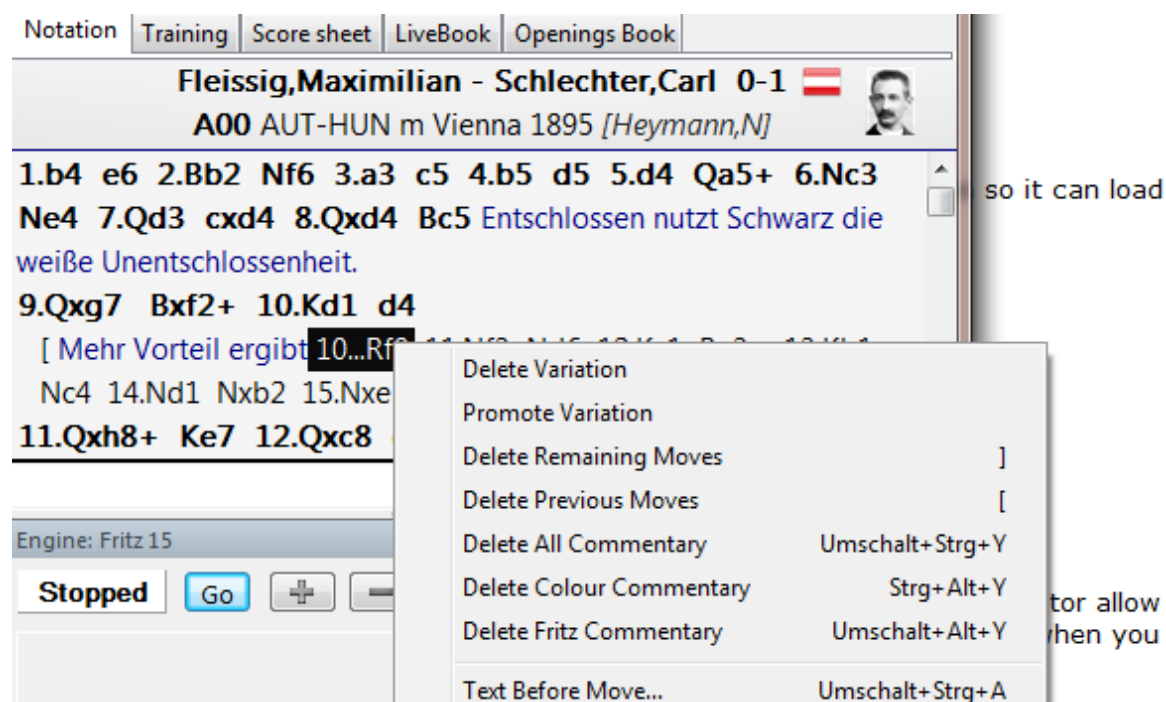 Notation Training Score sheet LiveBook Openings Book
Fleissig,Maximilian - Schlechter,Carl 0-1
A00 AUT-HUN m Vienna 1895 [Heymann,N]
1.b4 e6 2.Bb2 Nf6 3.a3 c5 4.b5 d5 5.d4 Qa5+ 6.Nc3
so it can load
Ne4 7.Qd3 cxd4 8.Qxd4 Bc5 Entschlossen nutzt Schwarz die
weiße Unentschlossenheit.
9.Qxg7 Bxf2+ 10.Kd1 d4
[ Mehr Vorteil ergibt 10...Rf8
Nc4 14.Nd1 Nxb2 15.Nxe
11.Qxh8+ Ke7 12.Qxc8
Delete Variation
Promote Variation
Delete Remaining Moves ]
Delete Previous Moves [
Delete All Commentary Umschalt+Strg+Y
Delete Colour Commentary Strg+Alt+Y
Delete Fritz Commentary Umschalt+Alt+Y
Text Before Move... Umschalt+Strg+A
Engine: Fritz 15
Stopped Go + −
tor allow
when you